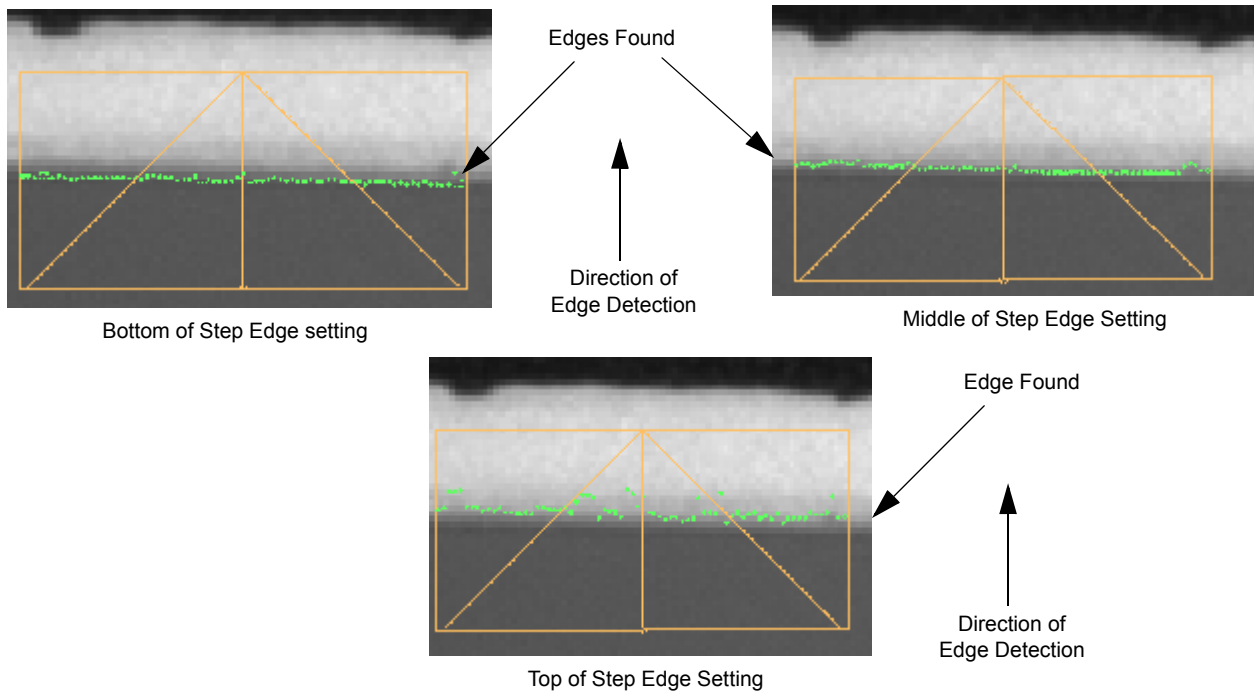 Edges Found
Direction of
Edge Detection
Bottom of Step Edge setting
Middle of Step Edge Setting
Edge Found
Direction of
Edge Detection
Top of Step Edge Setting